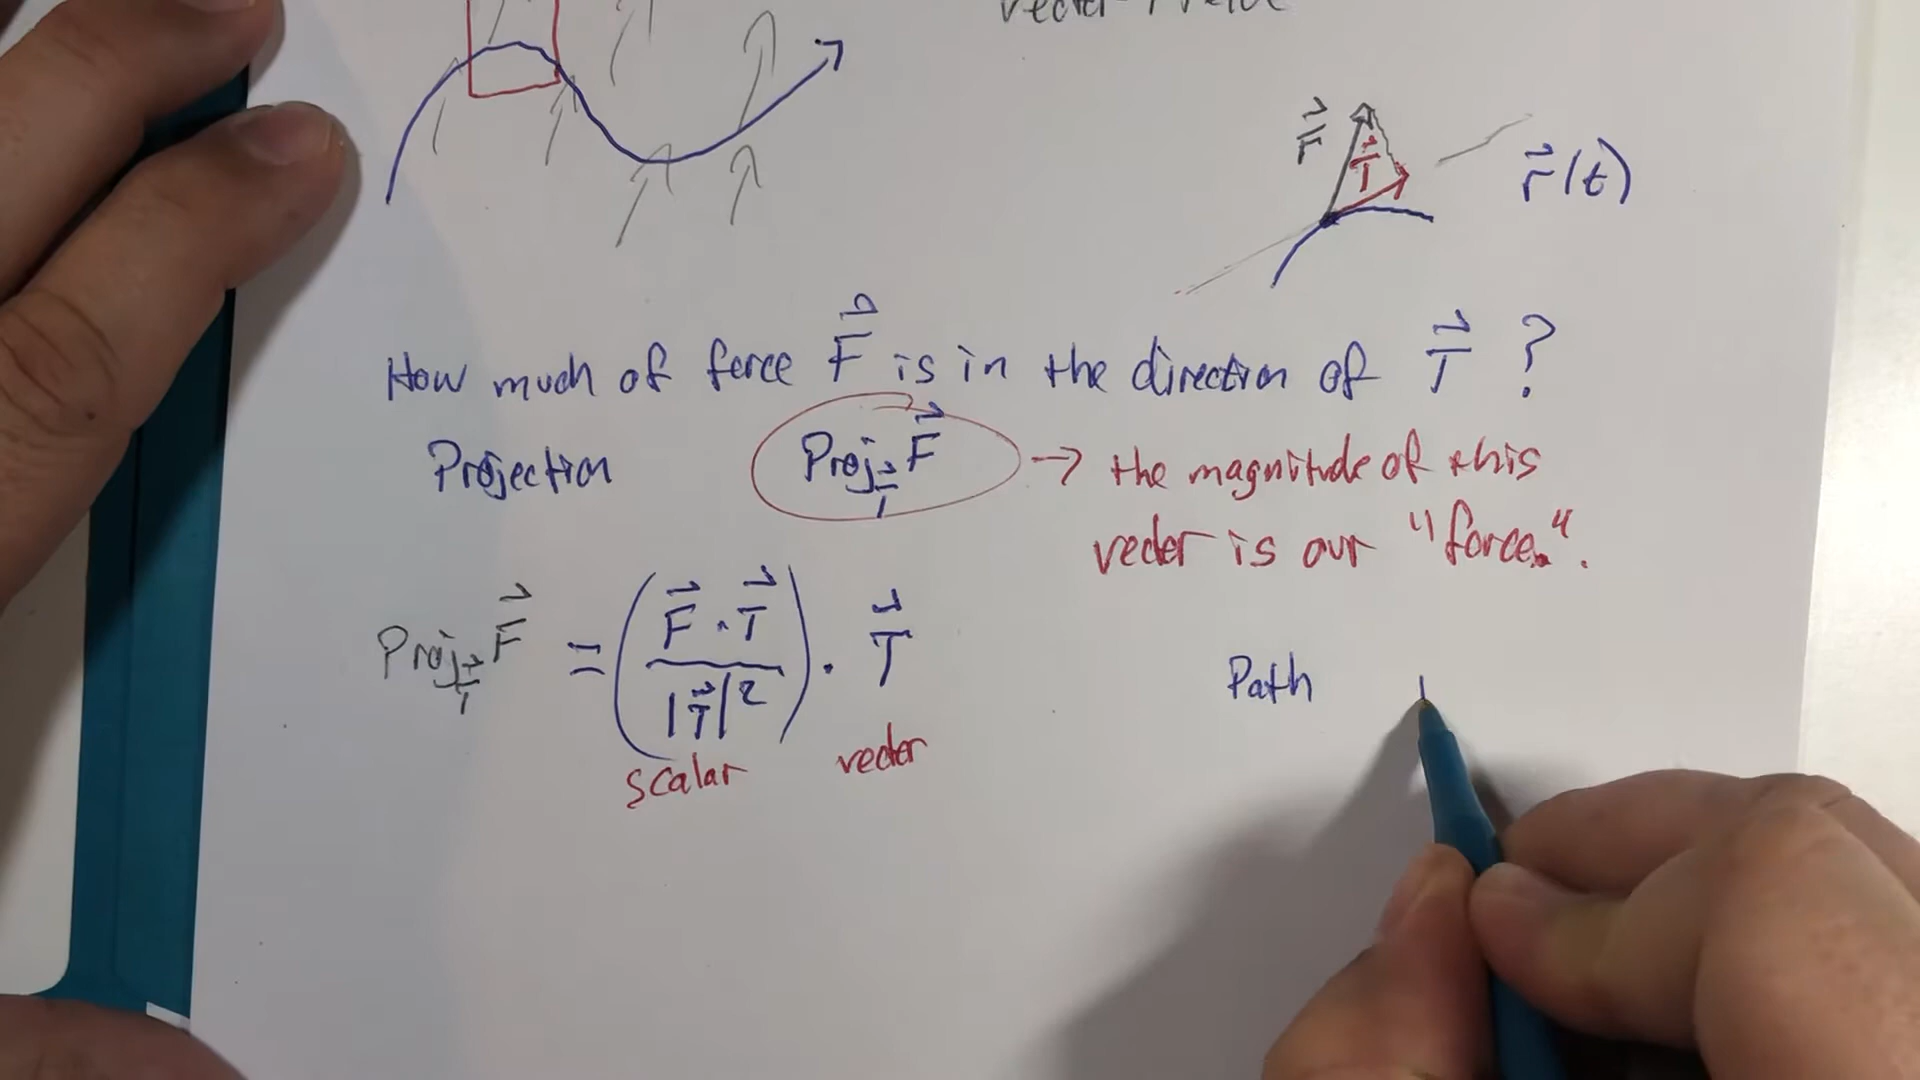 F⃗ T⃗ r⃗(t)
How much of force F⃗ is in the direction of T⃗ ?
Projection Proj_T⃗ F⃗ → the magnitude of this
vector is our "force".
Proj_T⃗ F⃗ = (F⃗ · T⃗ / |T⃗|²) · T⃗
Path
scalar vector